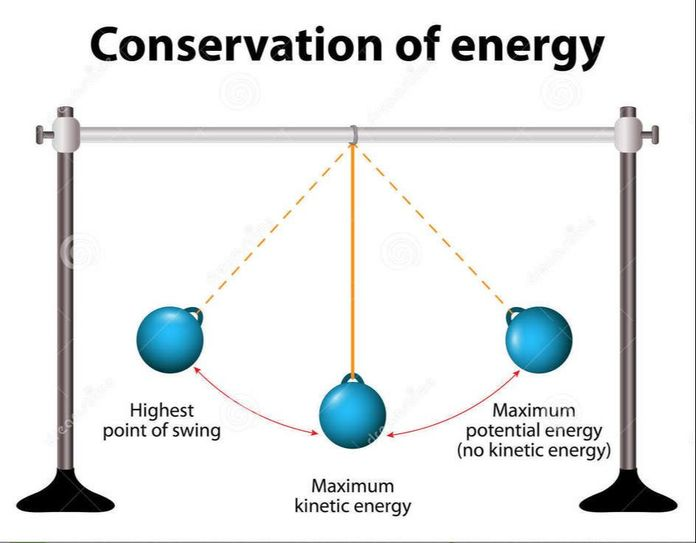 Conservation of energy
Highest
point of swing
Maximum
kinetic energy
Maximum
potential energy
(no kinetic energy)